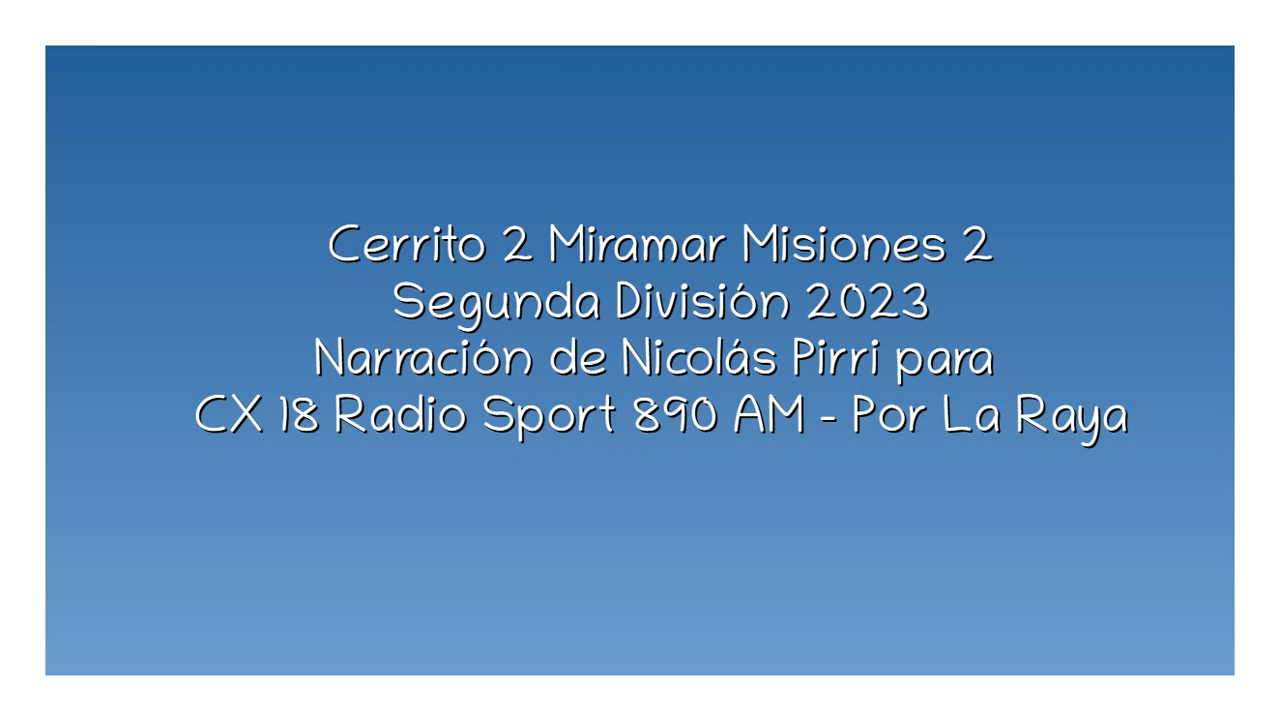 Cerrito 2 Miramar Misiones 2
Segunda División 2023
Narración de Nicolás Pirri para
CX 18 Radio Sport 890 AM - Por La Raya